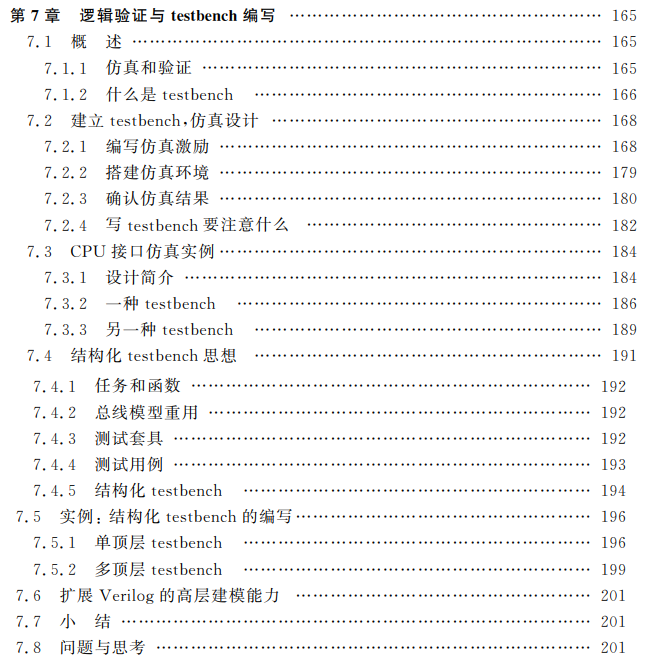 第 7 章 逻辑验证与 testbench 编写 …………………………………………… 165
7.1 概 述 …………………………………………………………………… 165
7.1.1 仿真和验证 ………………………………………………………… 165
7.1.2 什么是 testbench ………………………………………………… 166
7.2 建立 testbench,仿真设计 ……………………………………………… 168
7.2.1 编写仿真激励 ……………………………………………………… 168
7.2.2 搭建仿真环境 ……………………………………………………… 179
7.2.3 确认仿真结果 ……………………………………………………… 180
7.2.4 写 testbench 要注意什么 ………………………………………… 182
7.3 CPU 接口仿真实例 ……………………………………………………… 184
7.3.1 设计简介 …………………………………………………………… 184
7.3.2 一种 testbench …………………………………………………… 186
7.3.3 另一种 testbench ………………………………………………… 189
7.4 结构化 testbench 思想 ………………………………………………… 191
7.4.1 任务和函数 ………………………………………………………… 192
7.4.2 总线模型重用 ……………………………………………………… 192
7.4.3 测试套具 …………………………………………………………… 192
7.4.4 测试用例 …………………………………………………………… 193
7.4.5 结构化 testbench ………………………………………………… 194
7.5 实例:结构化 testbench 的编写 ………………………………………… 196
7.5.1 单顶层 testbench ………………………………………………… 196
7.5.2 多顶层 testbench ………………………………………………… 199
7.6 扩展 Verilog 的高层建模能力 ………………………………………… 201
7.7 小 结 …………………………………………………………………… 201
7.8 问题与思考 ……………………………………………………………… 201